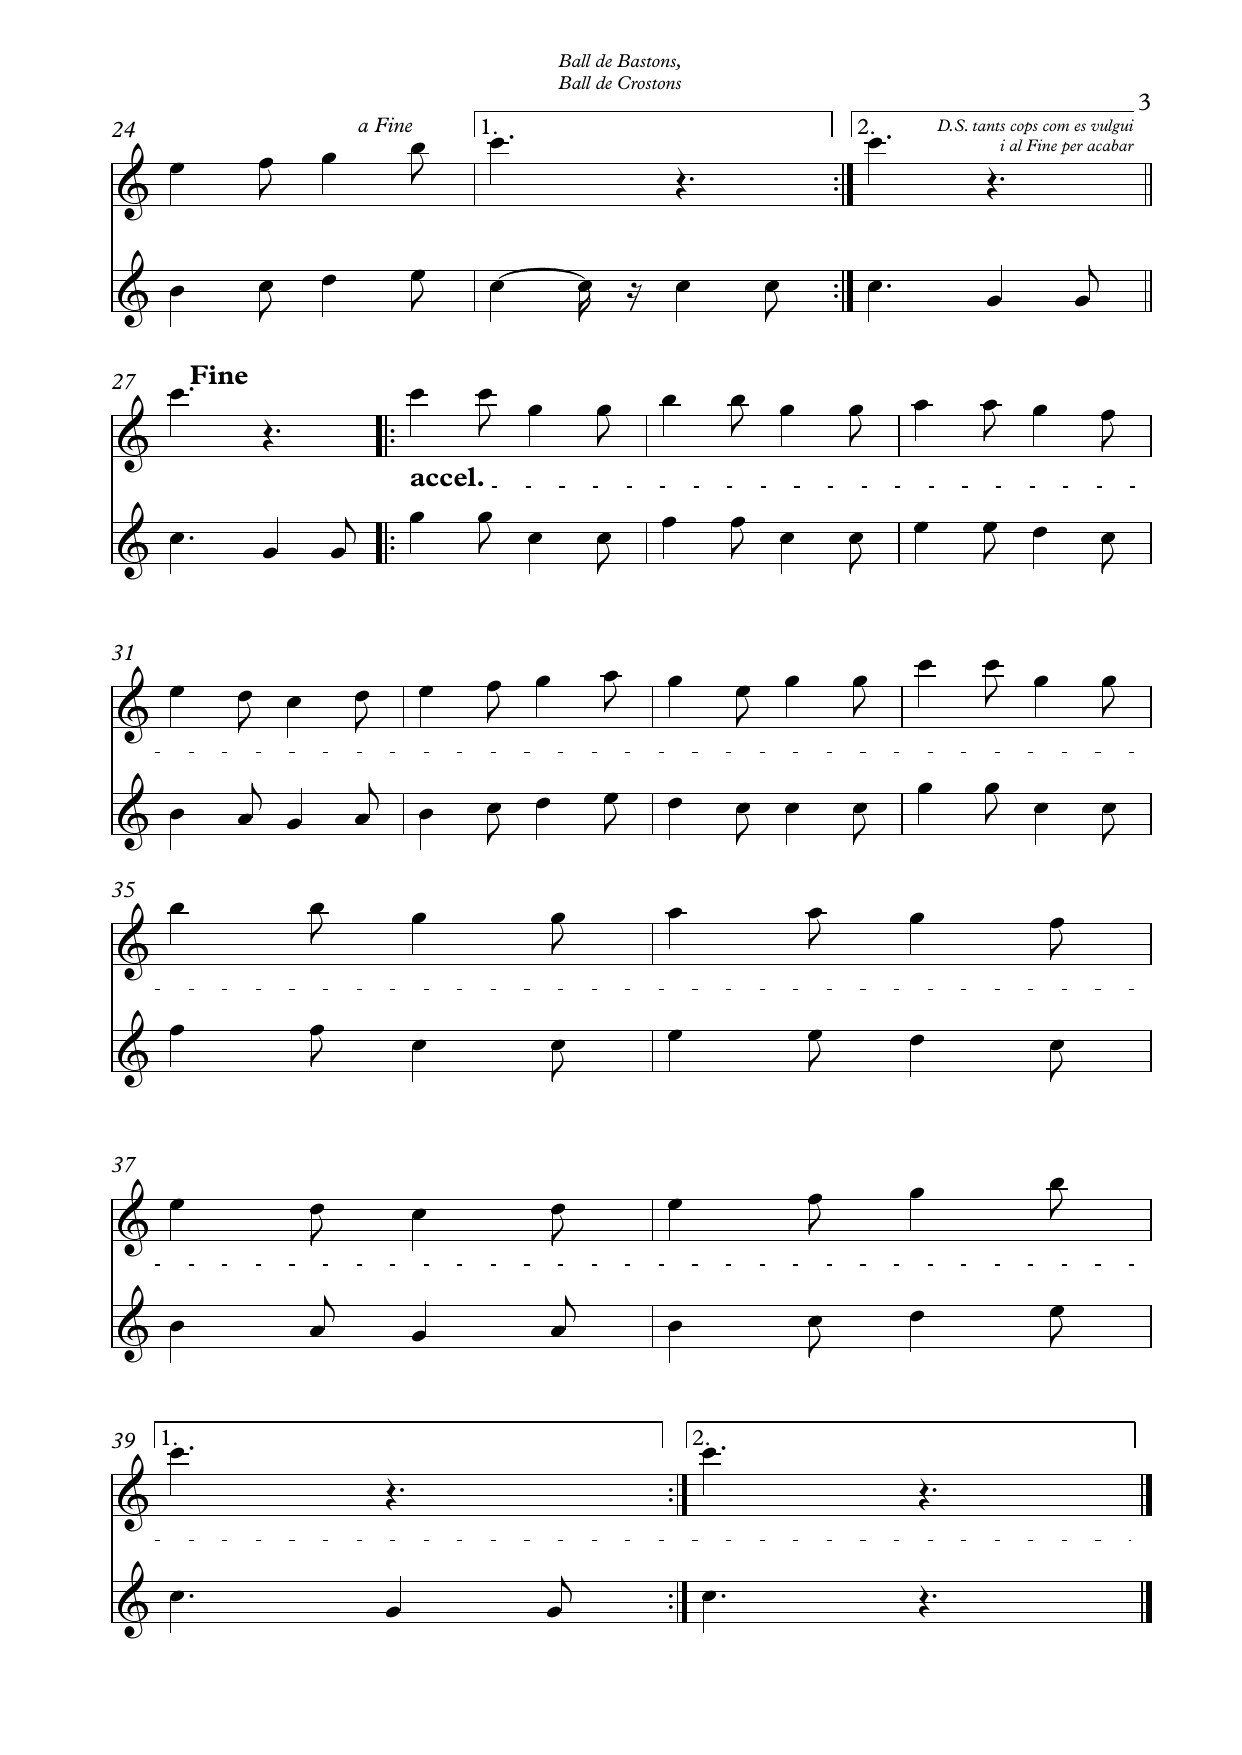 Ball de Bastons,
Ball de Crostons
3
24
a Fine
1.
2.
D.S. tants cops com es vulgui
i al Fine per acabar
27
Fine
accel.
31
35
37
39
1.
2.